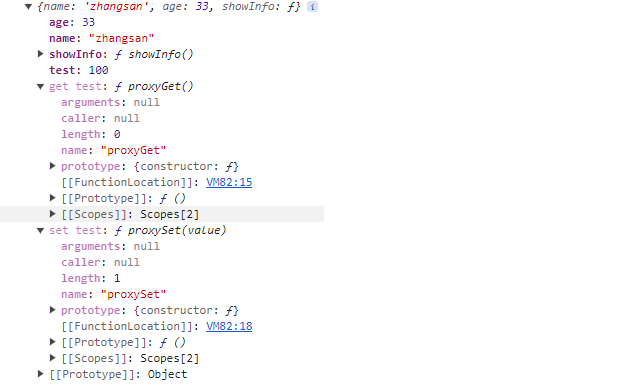 {name: 'zhangsan', age: 33, showInfo: ƒ} i
age: 33
name: "zhangsan"
showInfo: ƒ showInfo()
test: 100
get test: ƒ proxyGet()
arguments: null
caller: null
length: 0
name: "proxyGet"
prototype: {constructor: ƒ}
[[FunctionLocation]]: VM82:15
[[Prototype]]: ƒ ()
[[Scopes]]: Scopes[2]
set test: ƒ proxySet(value)
arguments: null
caller: null
length: 1
name: "proxySet"
prototype: {constructor: ƒ}
[[FunctionLocation]]: VM82:18
[[Prototype]]: ƒ ()
[[Scopes]]: Scopes[2]
[[Prototype]]: Object